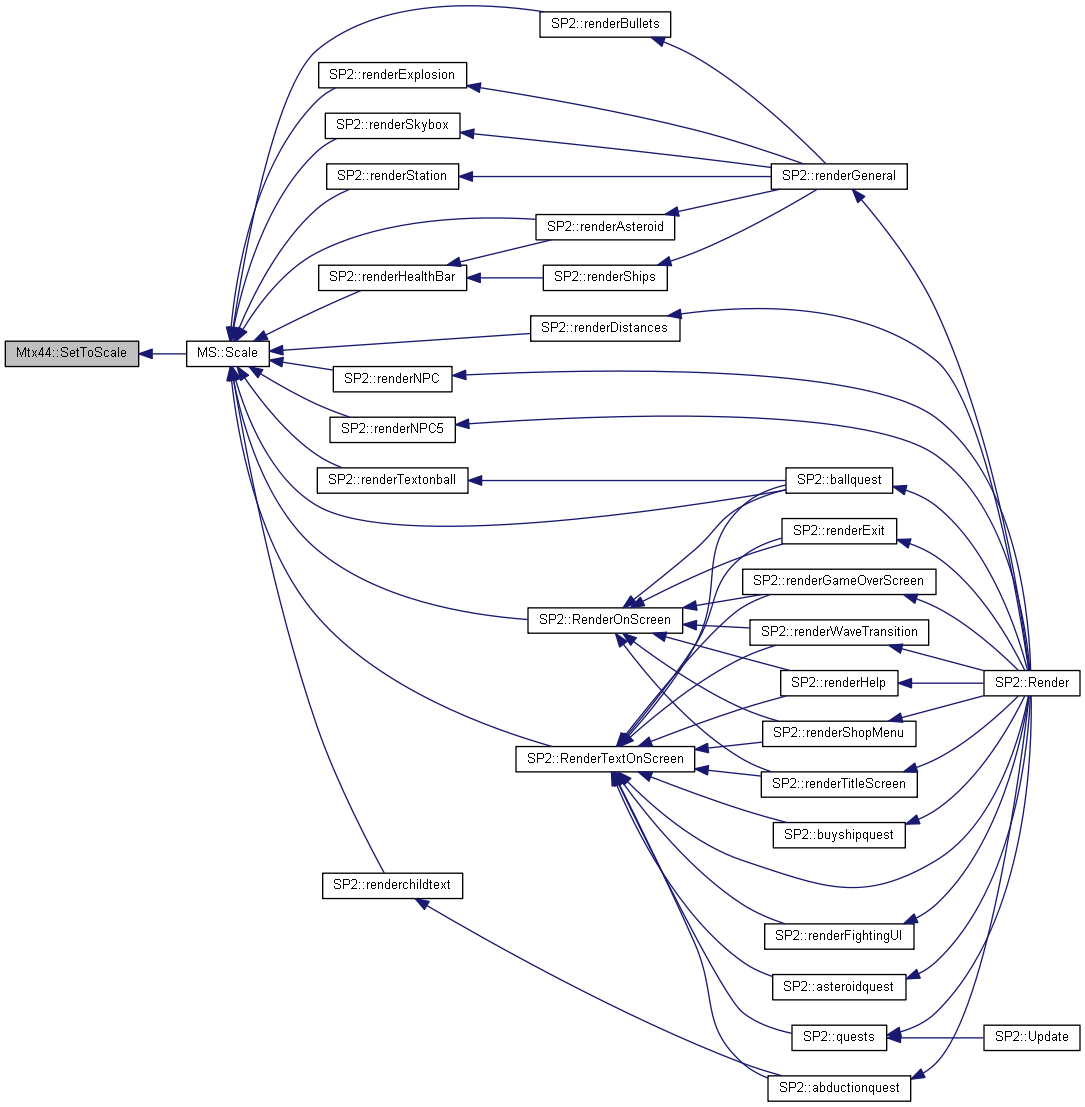 SP2::renderBullets
SP2::renderExplosion
SP2::renderSkybox
SP2::renderStation
SP2::renderGeneral
SP2::renderAsteroid
SP2::renderHealthBar
SP2::renderShips
SP2::renderDistances
Mtx44::SetToScale
MS::Scale
SP2::renderNPC
SP2::renderNPC5
SP2::renderTextonball
SP2::ballquest
SP2::renderExit
SP2::renderGameOverScreen
SP2::RenderOnScreen
SP2::renderWaveTransition
SP2::renderHelp
SP2::Render
SP2::renderShopMenu
SP2::RenderTextOnScreen
SP2::renderTitleScreen
SP2::buyshipquest
SP2::renderchildtext
SP2::renderFightingUI
SP2::asteroidquest
SP2::quests
SP2::Update
SP2::abductionquest